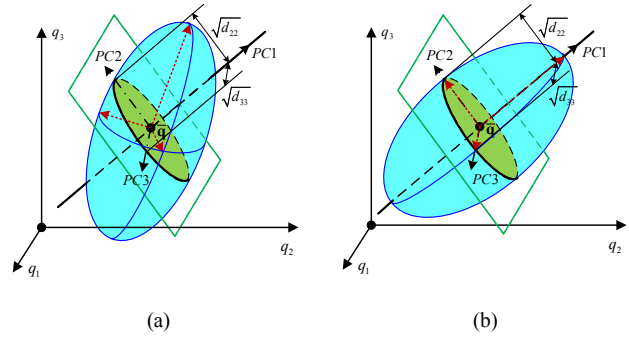 q₃
√d₂₂
PC2
PC1
√d₃₃
q̄
PC3
q₂
q₁
(a)
q₃
√d₂₂
PC2
PC1
√d₃₃
q̄
PC3
q₂
q₁
(b)